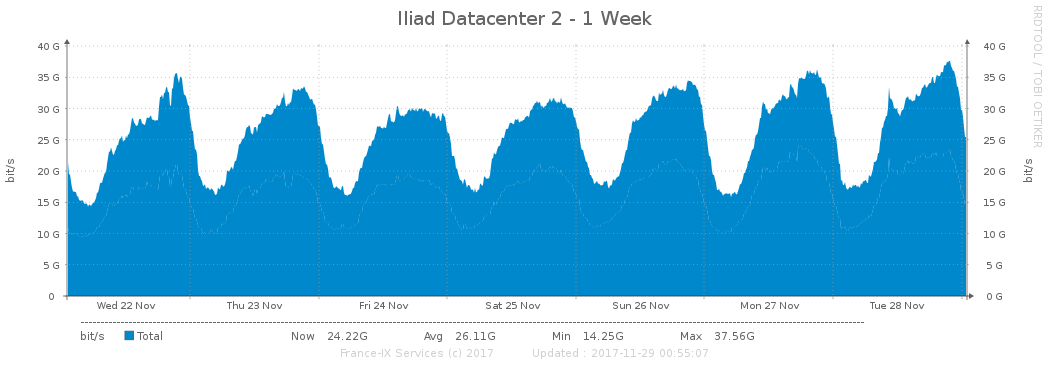 Iliad Datacenter 2 - 1 Week
RRDTOOL / TOBI OETIKER
40 G 40 G
35 G 35 G
30 G 30 G
25 G 25 G
20 G 20 G
15 G 15 G
10 G 10 G
5 G 5 G
0 0 G
bit/s
bit/s
Wed 22 Nov Thu 23 Nov Fri 24 Nov Sat 25 Nov Sun 26 Nov Mon 27 Nov Tue 28 Nov
bit/s Total Now 24.22G Avg 26.11G Min 14.25G Max 37.56G
France-IX Services (c) 2017 Updated : 2017-11-29 00:55:07